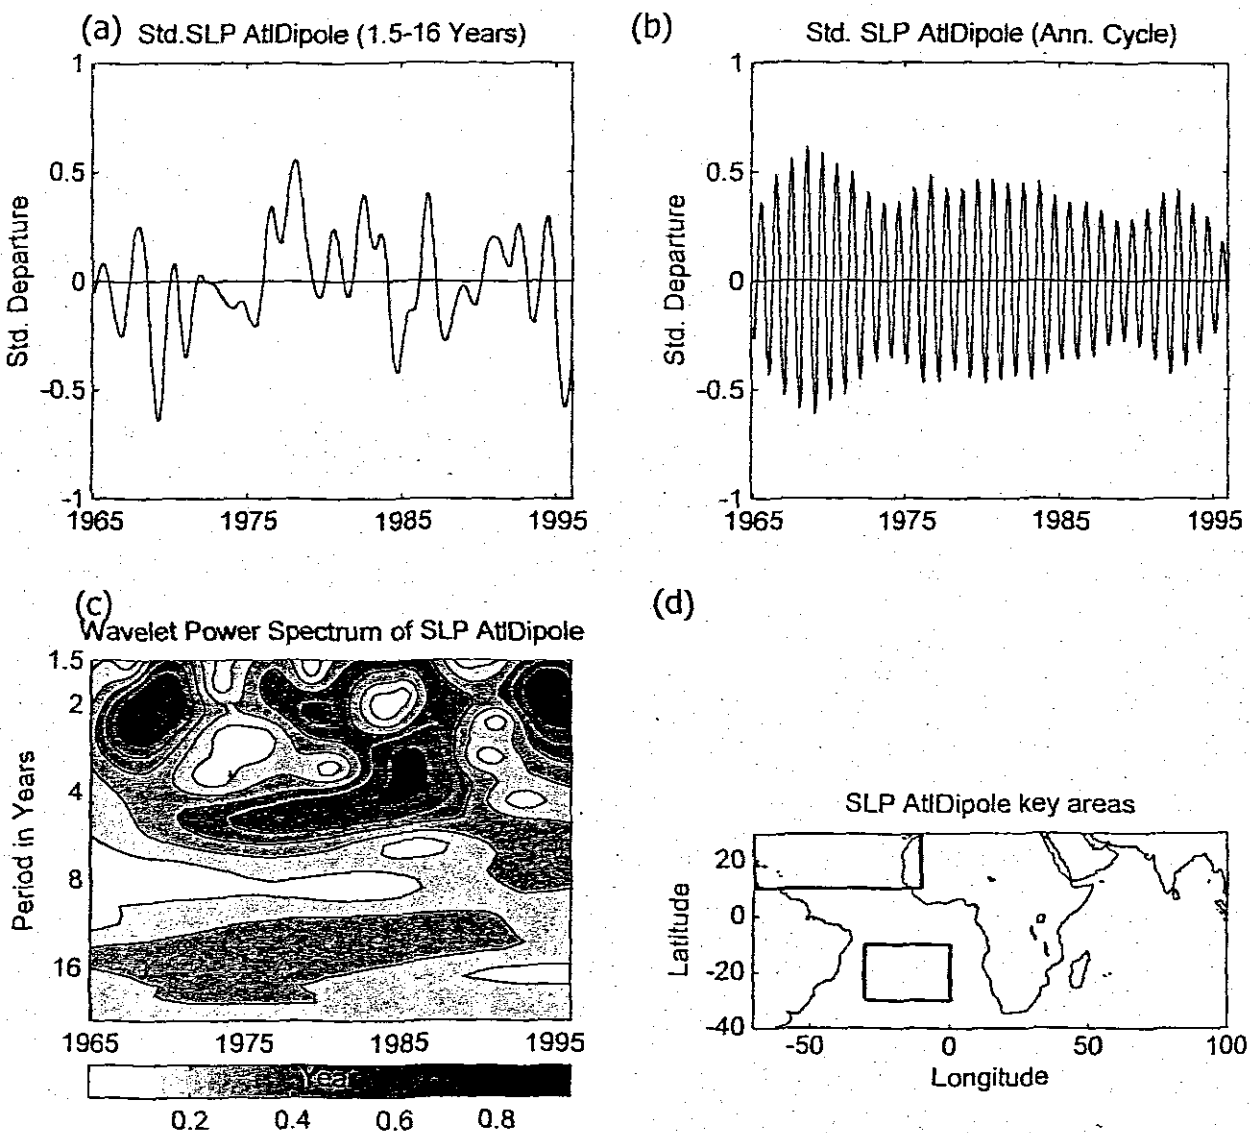 (a) Std.SLP AtlDipole (1.5-16 Years)
1
0.5
0
-0.5
-1
Std. Departure
1965 1975 1985 1995
(b) Std. SLP AtlDipole (Ann. Cycle)
1
0.5
0
-0.5
-1
Std. Departure
1965 1975 1985 1995
(c)
Wavelet Power Spectrum of SLP AtlDipole
1.5
2
4
8
16
Period in Years
1965 1975 1985 1995
Year
0.2 0.4 0.6 0.8
(d)
SLP AtlDipole key areas
20
0
-20
-40
Latitude
-50 0 50 100
Longitude